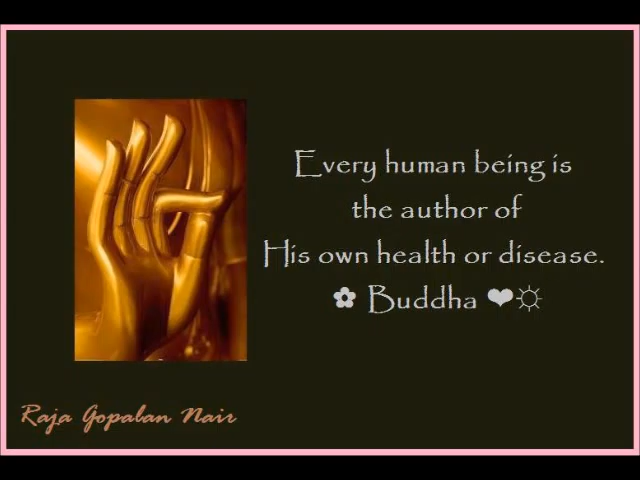 Every human being is
the author of
His own health or disease.
✿ Buddha ❤☼
Raja Gopalan Nair